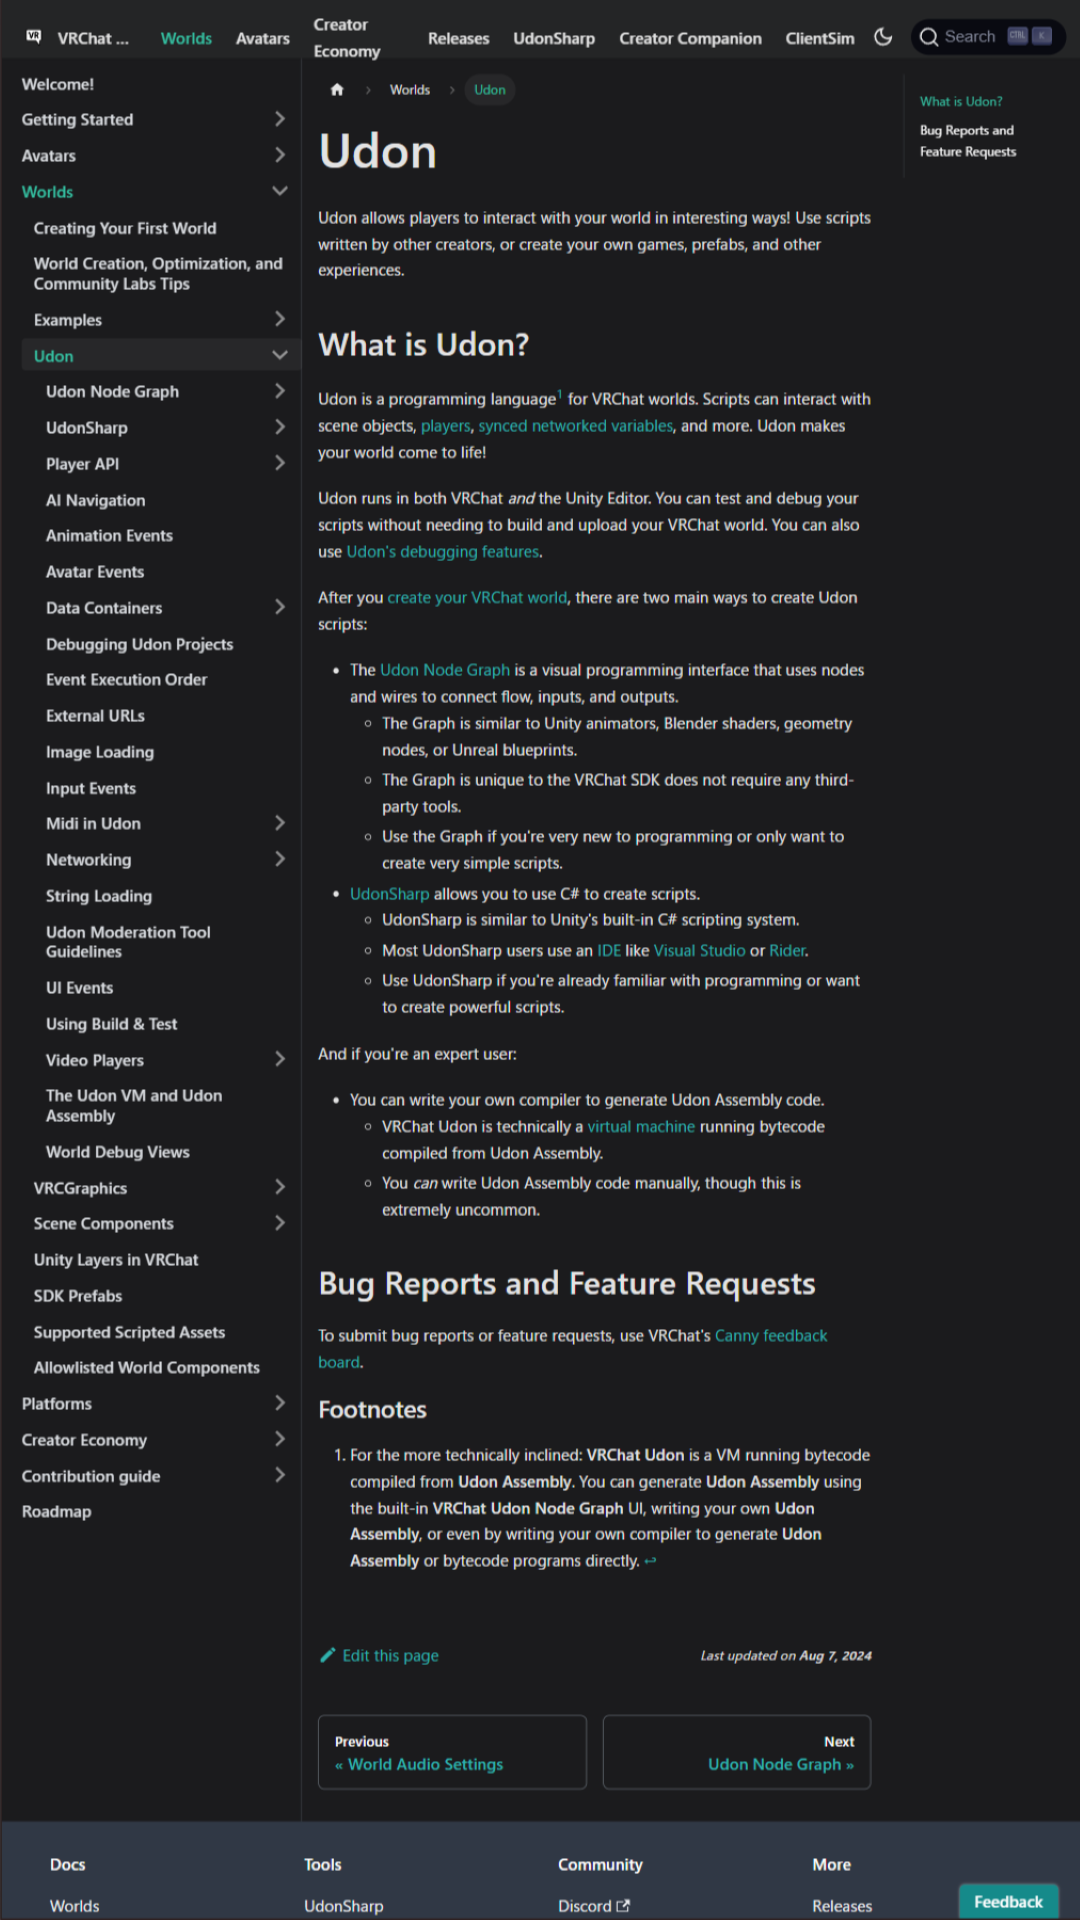 VRChat ...
Worlds
Avatars
Creator
Economy
Releases
UdonSharp
Creator Companion
ClientSim
Search CTRL K
Welcome!
Getting Started
Avatars
Worlds
Creating Your First World
World Creation, Optimization, and
Community Labs Tips
Examples
Udon
Udon Node Graph
UdonSharp
Player API
AI Navigation
Animation Events
Avatar Events
Data Containers
Debugging Udon Projects
Event Execution Order
External URLs
Image Loading
Input Events
Midi in Udon
Networking
String Loading
Udon Moderation Tool
Guidelines
UI Events
Using Build & Test
Video Players
The Udon VM and Udon
Assembly
World Debug Views
VRCGraphics
Scene Components
Unity Layers in VRChat
SDK Prefabs
Supported Scripted Assets
Allowlisted World Components
Platforms
Creator Economy
Contribution guide
Roadmap
Worlds
Udon
Udon
Udon allows players to interact with your world in interesting ways! Use scripts
written by other creators, or create your own games, prefabs, and other
experiences.
What is Udon?
Udon is a programming language1 for VRChat worlds. Scripts can interact with
scene objects, players, synced networked variables, and more. Udon makes
your world come to life!
Udon runs in both VRChat and the Unity Editor. You can test and debug your
scripts without needing to build and upload your VRChat world. You can also
use Udon's debugging features.
After you create your VRChat world, there are two main ways to create Udon
scripts:
• The Udon Node Graph is a visual programming interface that uses nodes
and wires to connect flow, inputs, and outputs.
◦ The Graph is similar to Unity animators, Blender shaders, geometry
nodes, or Unreal blueprints.
◦ The Graph is unique to the VRChat SDK does not require any third-
party tools.
◦ Use the Graph if you're very new to programming or only want to
create very simple scripts.
• UdonSharp allows you to use C# to create scripts.
◦ UdonSharp is similar to Unity's built-in C# scripting system.
◦ Most UdonSharp users use an IDE like Visual Studio or Rider.
◦ Use UdonSharp if you're already familiar with programming or want
to create powerful scripts.
And if you're an expert user:
• You can write your own compiler to generate Udon Assembly code.
◦ VRChat Udon is technically a virtual machine running bytecode
compiled from Udon Assembly.
◦ You can write Udon Assembly code manually, though this is
extremely uncommon.
Bug Reports and Feature Requests
To submit bug reports or feature requests, use VRChat's Canny feedback
board.
Footnotes
1. For the more technically inclined: VRChat Udon is a VM running bytecode
compiled from Udon Assembly. You can generate Udon Assembly using
the built-in VRChat Udon Node Graph UI, writing your own Udon
Assembly, or even by writing your own compiler to generate Udon
Assembly or bytecode programs directly. ↩
Edit this page
Last updated on Aug 7, 2024
Previous
« World Audio Settings
Next
Udon Node Graph »
What is Udon?
Bug Reports and
Feature Requests
Docs
Worlds
Tools
UdonSharp
Community
Discord
More
Releases
Feedback